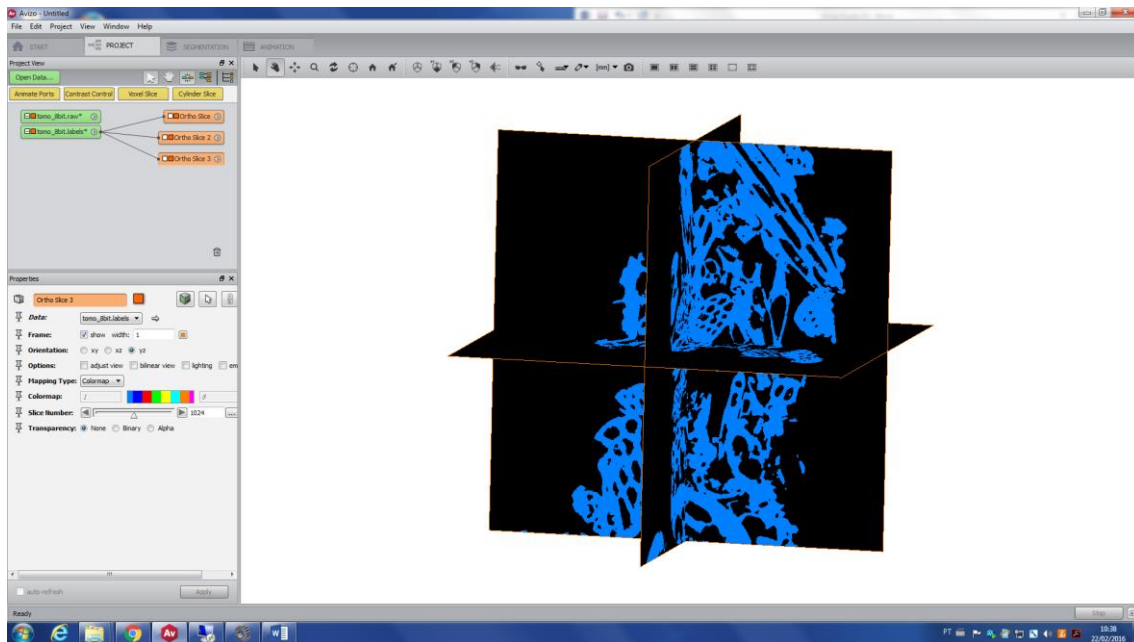 Avizo - Untitled
File Edit Project View Window Help
START PROJECT SEGMENTATION ANIMATION
Project View
Open Data...
Animate Ports Contrast Control Voxel Slice Cylinder Slice
tomo_8bit.raw* Ortho Slice
tomo_8bit.labels* Ortho Slice 2
Ortho Slice 3
Properties
Ortho Slice 3
Data: tomo_8bit.labels
Frame: show width: 1
Orientation: xy xz yz
Options: adjust view bilinear view lighting em
Mapping Type: Colormap
Colormap:
Slice Number: 1024 ...
Transparency: None Binary Alpha
auto-refresh Apply
Ready Stop
Av W PT 10:38
22/02/2016